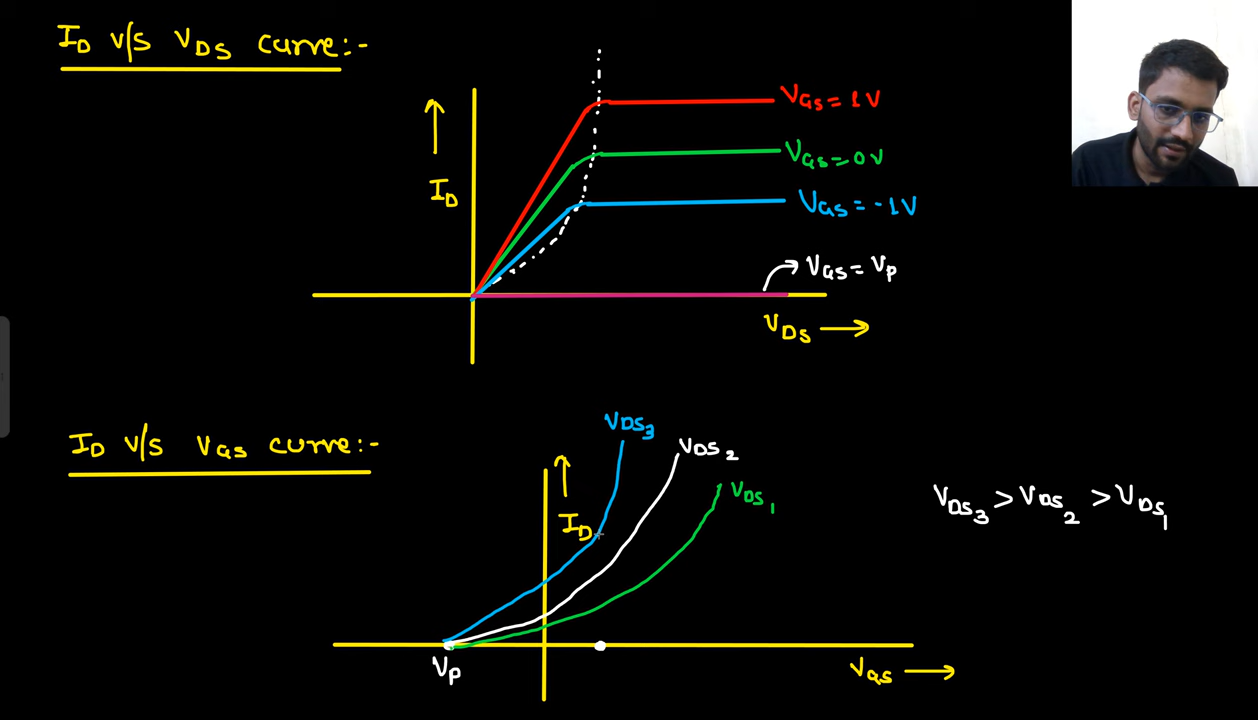 ID v/s VDS curve:-
VGS = 1V
VGS = 0V
ID
VGS = -1V
VGS = Vp
VDS
ID v/s VGS curve:-
VDS3
VDS2
VDS1
ID
VDS3 > VDS2 > VDS1
Vp
VGS